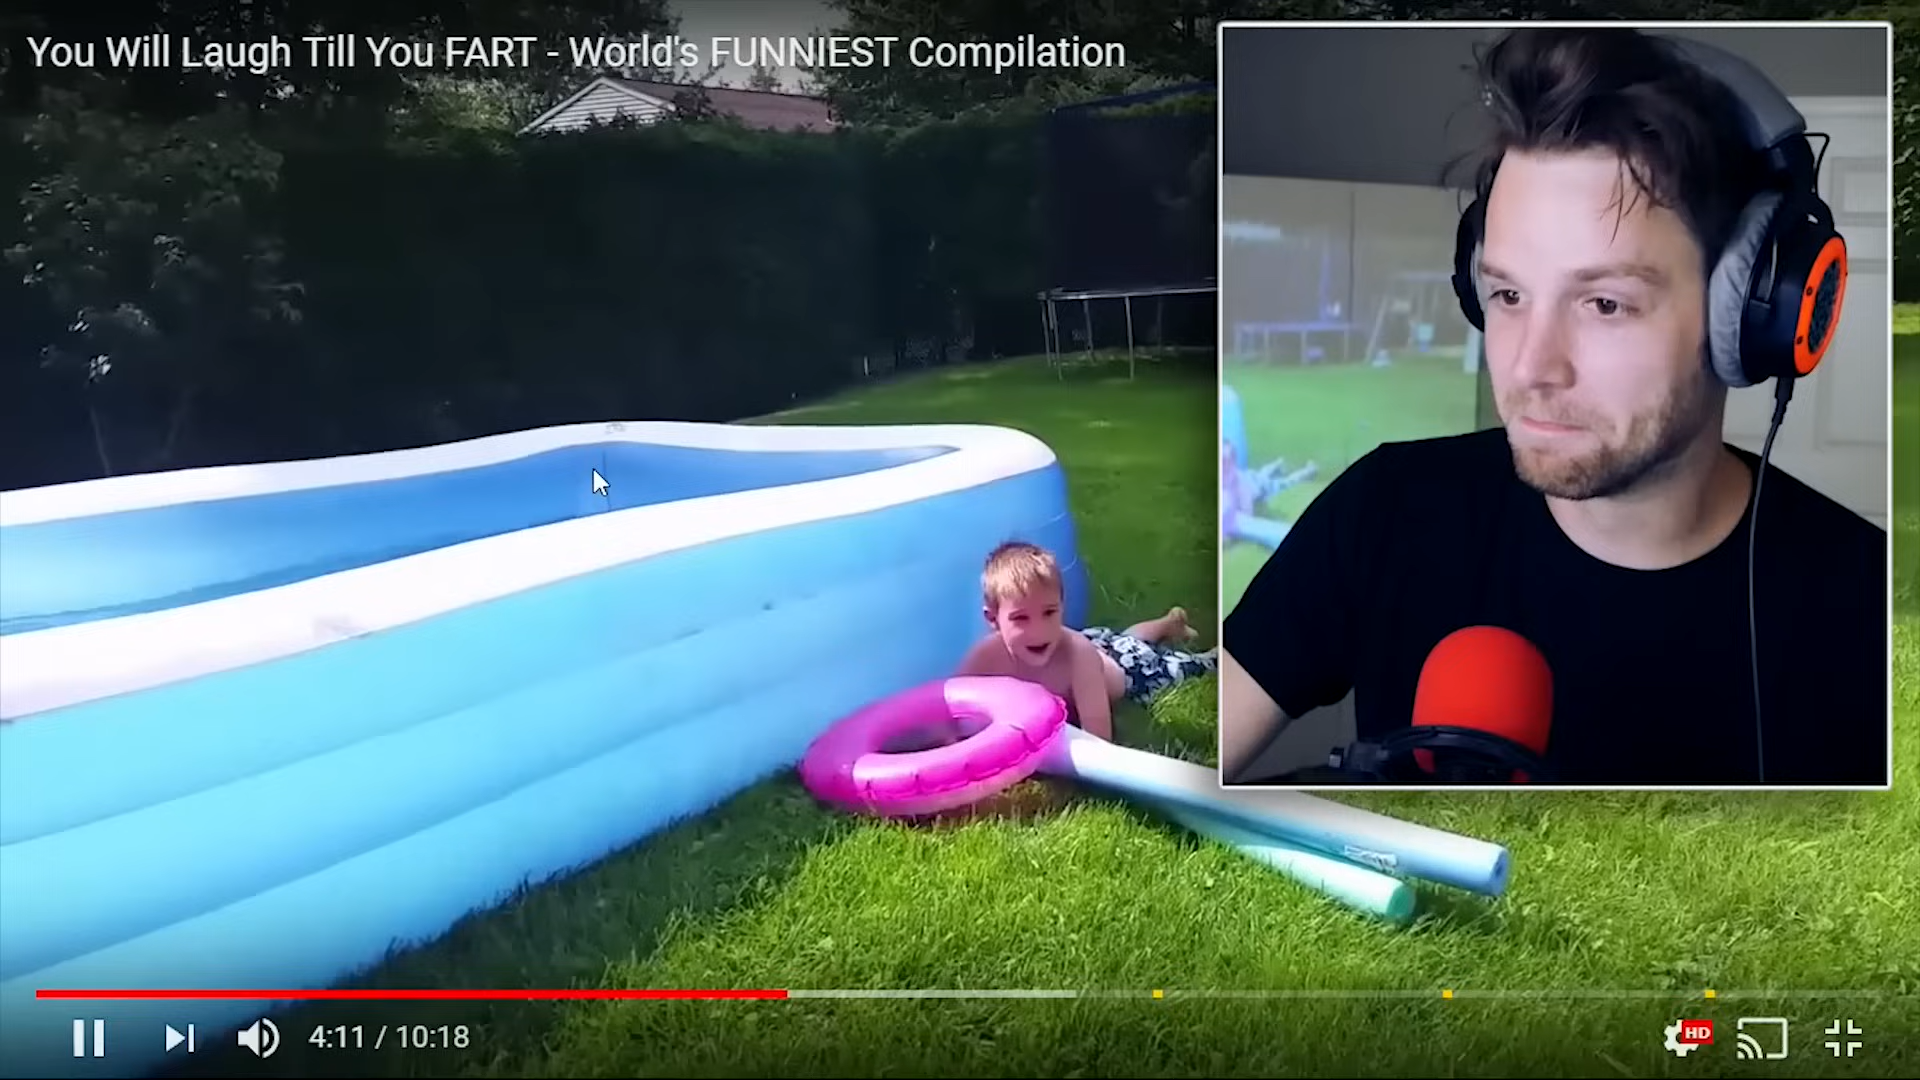 You Will Laugh Till You FART - World's FUNNIEST Compilation
4:11 / 10:18
HD